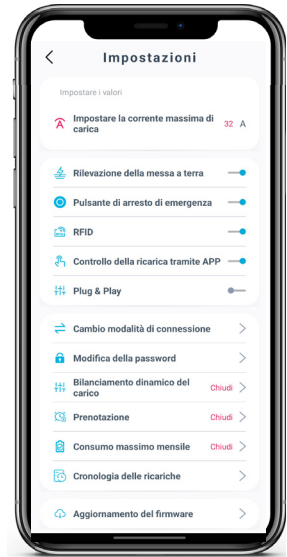 Impostazioni
Impostare i valori
Impostare la corrente massima di
carica
32 A
Rilevazione della messa a terra
Pulsante di arresto di emergenza
RFID
Controllo della ricarica tramite APP
Plug & Play
Cambio modalità di connessione
Modifica della password
Bilanciamento dinamico del
carico
Chiudi
Prenotazione
Chiudi
Consumo massimo mensile
Chiudi
Cronologia delle ricariche
Aggiornamento del firmware